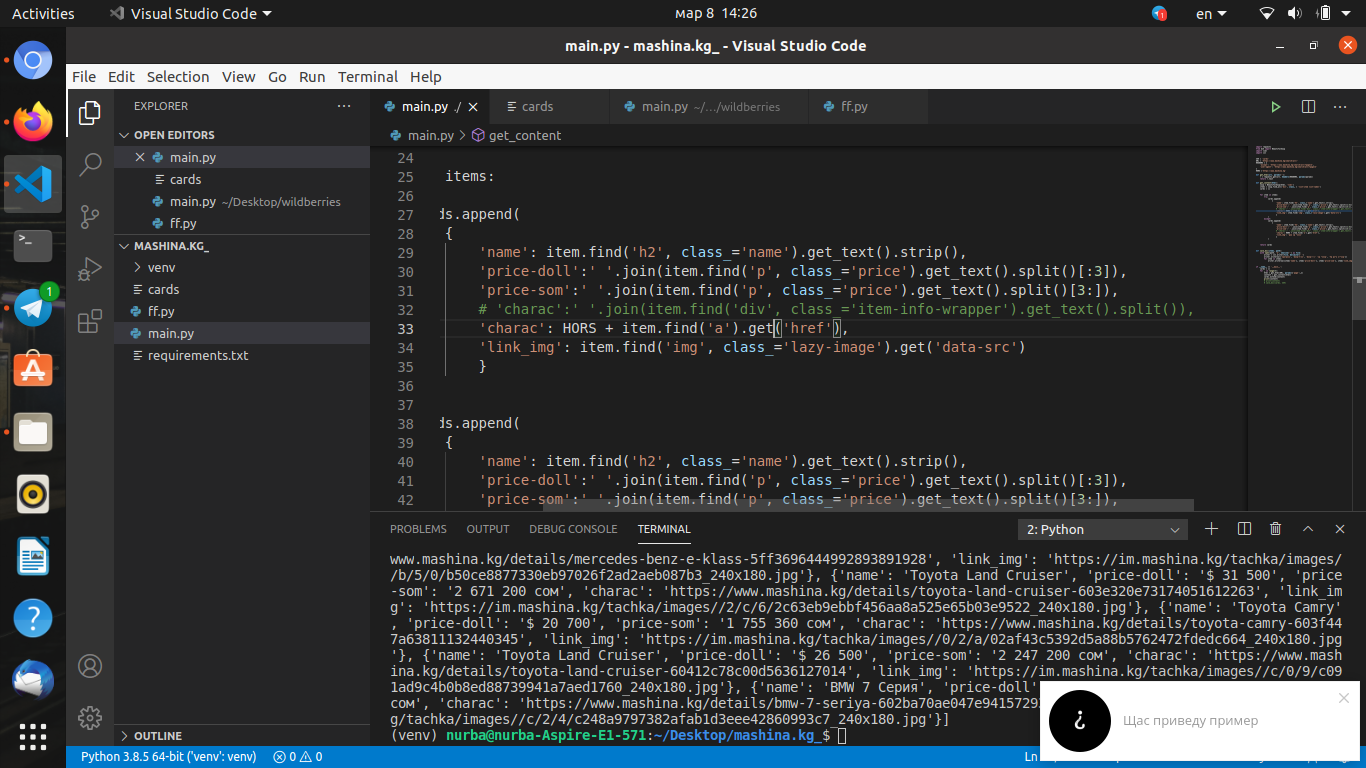 Activities
Visual Studio Code
мар 8 14:26
1
en
main.py - mashina.kg_ - Visual Studio Code
File Edit Selection View Go Run Terminal Help
EXPLORER
OPEN EDITORS
main.py
cards
main.py ~/Desktop/wildberries
ff.py
MASHINA.KG_
venv
cards
ff.py
main.py
requirements.txt
OUTLINE
1
main.py ./
cards
main.py ~/.../wildberries
ff.py
main.py > get_content
24
25 items:
26
27 ds.append(
28 {
29 'name': item.find('h2', class_='name').get_text().strip(),
30 'price-doll':' '.join(item.find('p', class_='price').get_text().split()[:3]),
31 'price-som':' '.join(item.find('p', class_='price').get_text().split()[3:]),
32 # 'charac':' '.join(item.find('div', class_='item-info-wrapper').get_text().split()),
33 'charac': HORS + item.find('a').get('href'),
34 'link_img': item.find('img', class_='lazy-image').get('data-src')
35 }
36
37
38 ds.append(
39 {
40 'name': item.find('h2', class_='name').get_text().strip(),
41 'price-doll':' '.join(item.find('p', class_='price').get_text().split()[:3]),
42 'price-som':' '.join(item.find('p', class_='price').get_text().split()[3:]),
PROBLEMS OUTPUT DEBUG CONSOLE TERMINAL
2: Python
www.mashina.kg/details/mercedes-benz-e-klass-5ff3696444992893891928', 'link_img': 'https://im.mashina.kg/tachka/images/
/b/5/0/b50ce8877330eb97026f2ad2aeb087b3_240x180.jpg'}, {'name': 'Toyota Land Cruiser', 'price-doll': '$ 31 500', 'price
-som': '2 671 200 сом', 'charac': 'https://www.mashina.kg/details/toyota-land-cruiser-603e320e73174051612263', 'link_im
g': 'https://im.mashina.kg/tachka/images//2/c/6/2c63eb9ebbf456aa8a525e65b03e9522_240x180.jpg'}, {'name': 'Toyota Camry'
, 'price-doll': '$ 20 700', 'price-som': '1 755 360 сом', 'charac': 'https://www.mashina.kg/details/toyota-camry-603f44
7a63811132440345', 'link_img': 'https://im.mashina.kg/tachka/images//0/2/a/02af43c5392d5a88b5762472fdedc664_240x180.jpg
'}, {'name': 'Toyota Land Cruiser', 'price-doll': '$ 26 500', 'price-som': '2 247 200 сом', 'charac': 'https://www.mash
ina.kg/details/toyota-land-cruiser-60412c78c00d5636127014', 'link_img': 'https://im.mashina.kg/tachka/images//c/0/9/c09
1ad9c4b0b8ed88739941a7aed1760_240x180.jpg'}, {'name': 'BMW 7 Серия', 'price-doll'
сом', 'charac': 'https://www.mashina.kg/details/bmw-7-seriya-602ba70ae047e9415729
g/tachka/images//c/2/4/c248a9797382afab1d3eee42860993c7_240x180.jpg'}]
(venv) nurba@nurba-Aspire-E1-571:~/Desktop/mashina.kg_$
¿
Щас приведу пример
Python 3.8.5 64-bit ('venv': venv)
0 0
Ln